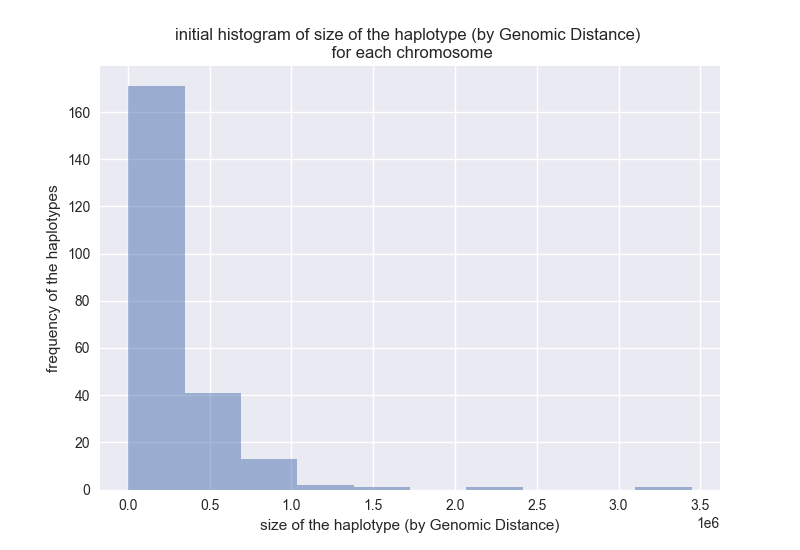 initial histogram of size of the haplotype (by Genomic Distance)
for each chromosome
frequency of the haplotypes
160
140
120
100
80
60
40
20
0
0.0 0.5 1.0 1.5 2.0 2.5 3.0 3.5
1e6
size of the haplotype (by Genomic Distance)